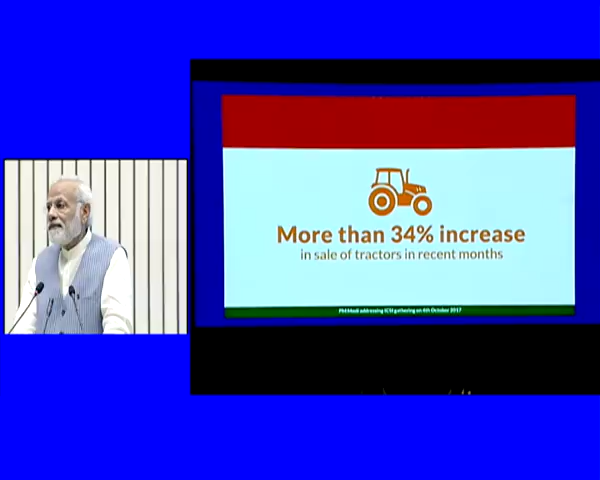 More than 34% increase
in sale of tractors in recent months
PM Modi addressing ICSI gathering on 4th October 2017